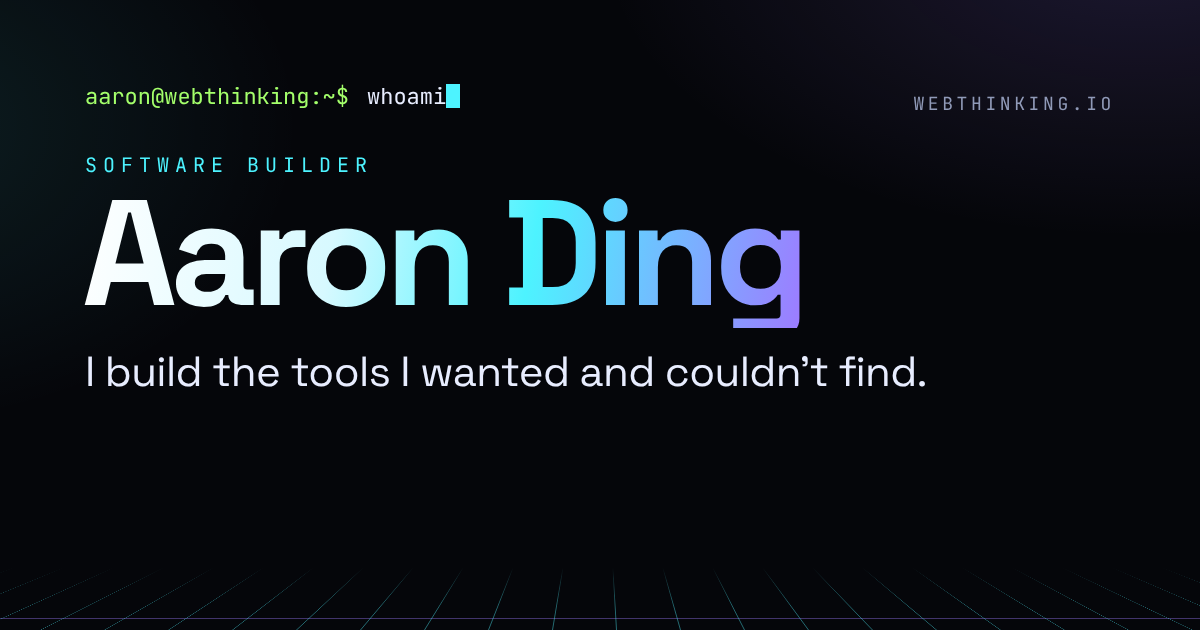 aaron@webthinking:~$ whoami
WEBTHINKING.IO
SOFTWARE BUILDER
Aaron Ding
I build the tools I wanted and couldn’t find.